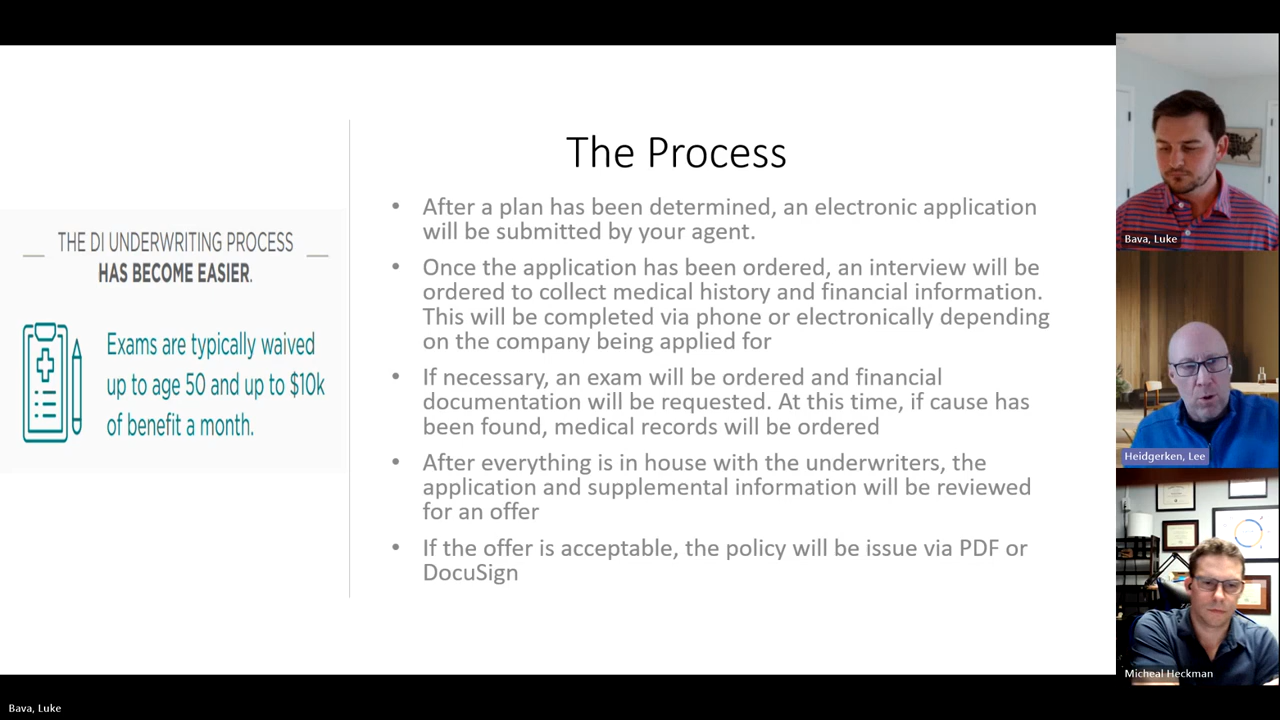 The Process
THE DI UNDERWRITING PROCESS
HAS BECOME EASIER.
Exams are typically waived
up to age 50 and up to $10k
of benefit a month.
• After a plan has been determined, an electronic application
will be submitted by your agent.
• Once the application has been ordered, an interview will be
ordered to collect medical history and financial information.
This will be completed via phone or electronically depending
on the company being applied for
• If necessary, an exam will be ordered and financial
documentation will be requested. At this time, if cause has
been found, medical records will be ordered
• After everything is in house with the underwriters, the
application and supplemental information will be reviewed
for an offer
• If the offer is acceptable, the policy will be issue via PDF or
DocuSign
Bava, Luke
Heidgerken, Lee
Micheal Heckman
Bava, Luke